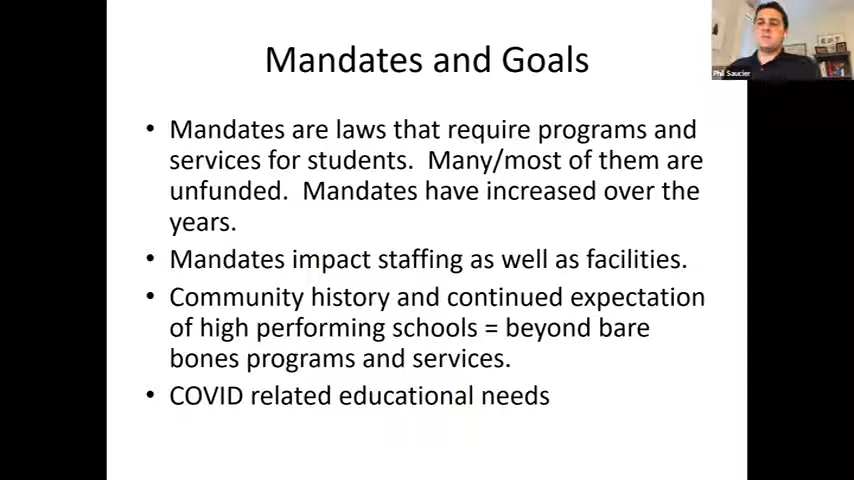 Mandates and Goals
Phil Saucier
• Mandates are laws that require programs and
services for students.  Many/most of them are
unfunded.  Mandates have increased over the
years.
• Mandates impact staffing as well as facilities.
• Community history and continued expectation
of high performing schools = beyond bare
bones programs and services.
• COVID related educational needs